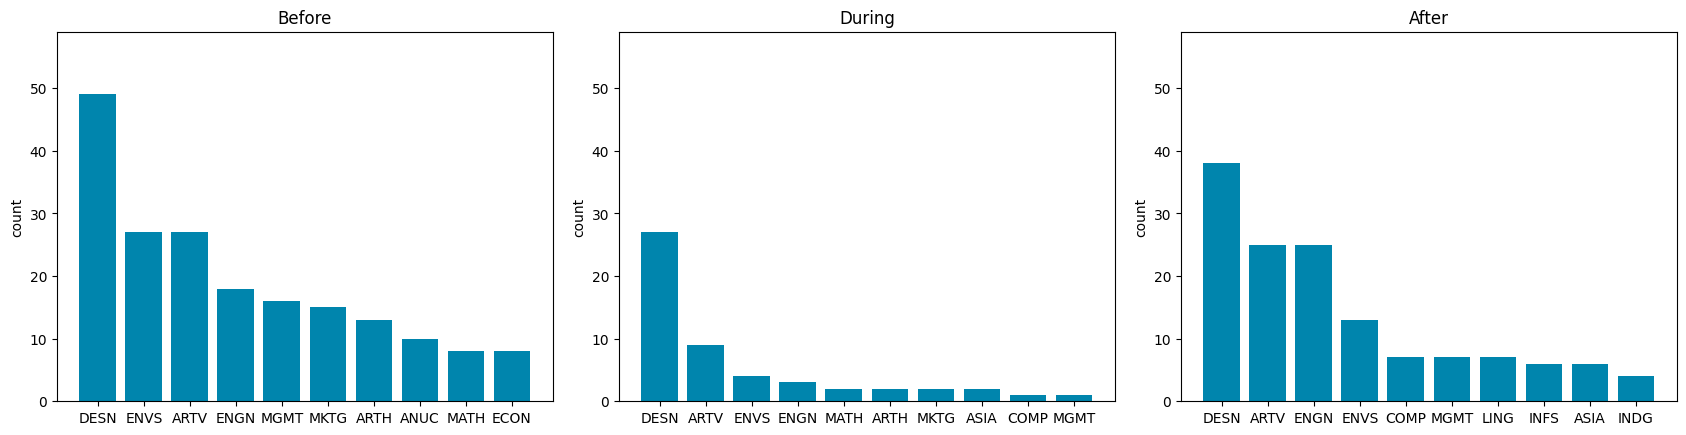 Before
count
50
40
30
20
10
0
DESN ENVS ARTV ENGN MGMT MKTG ARTH ANUC MATH ECON
During
count
50
40
30
20
10
0
DESN ARTV ENVS ENGN MATH ARTH MKTG ASIA COMP MGMT
After
count
50
40
30
20
10
0
DESN ARTV ENGN ENVS COMP MGMT LING INFS ASIA INDG